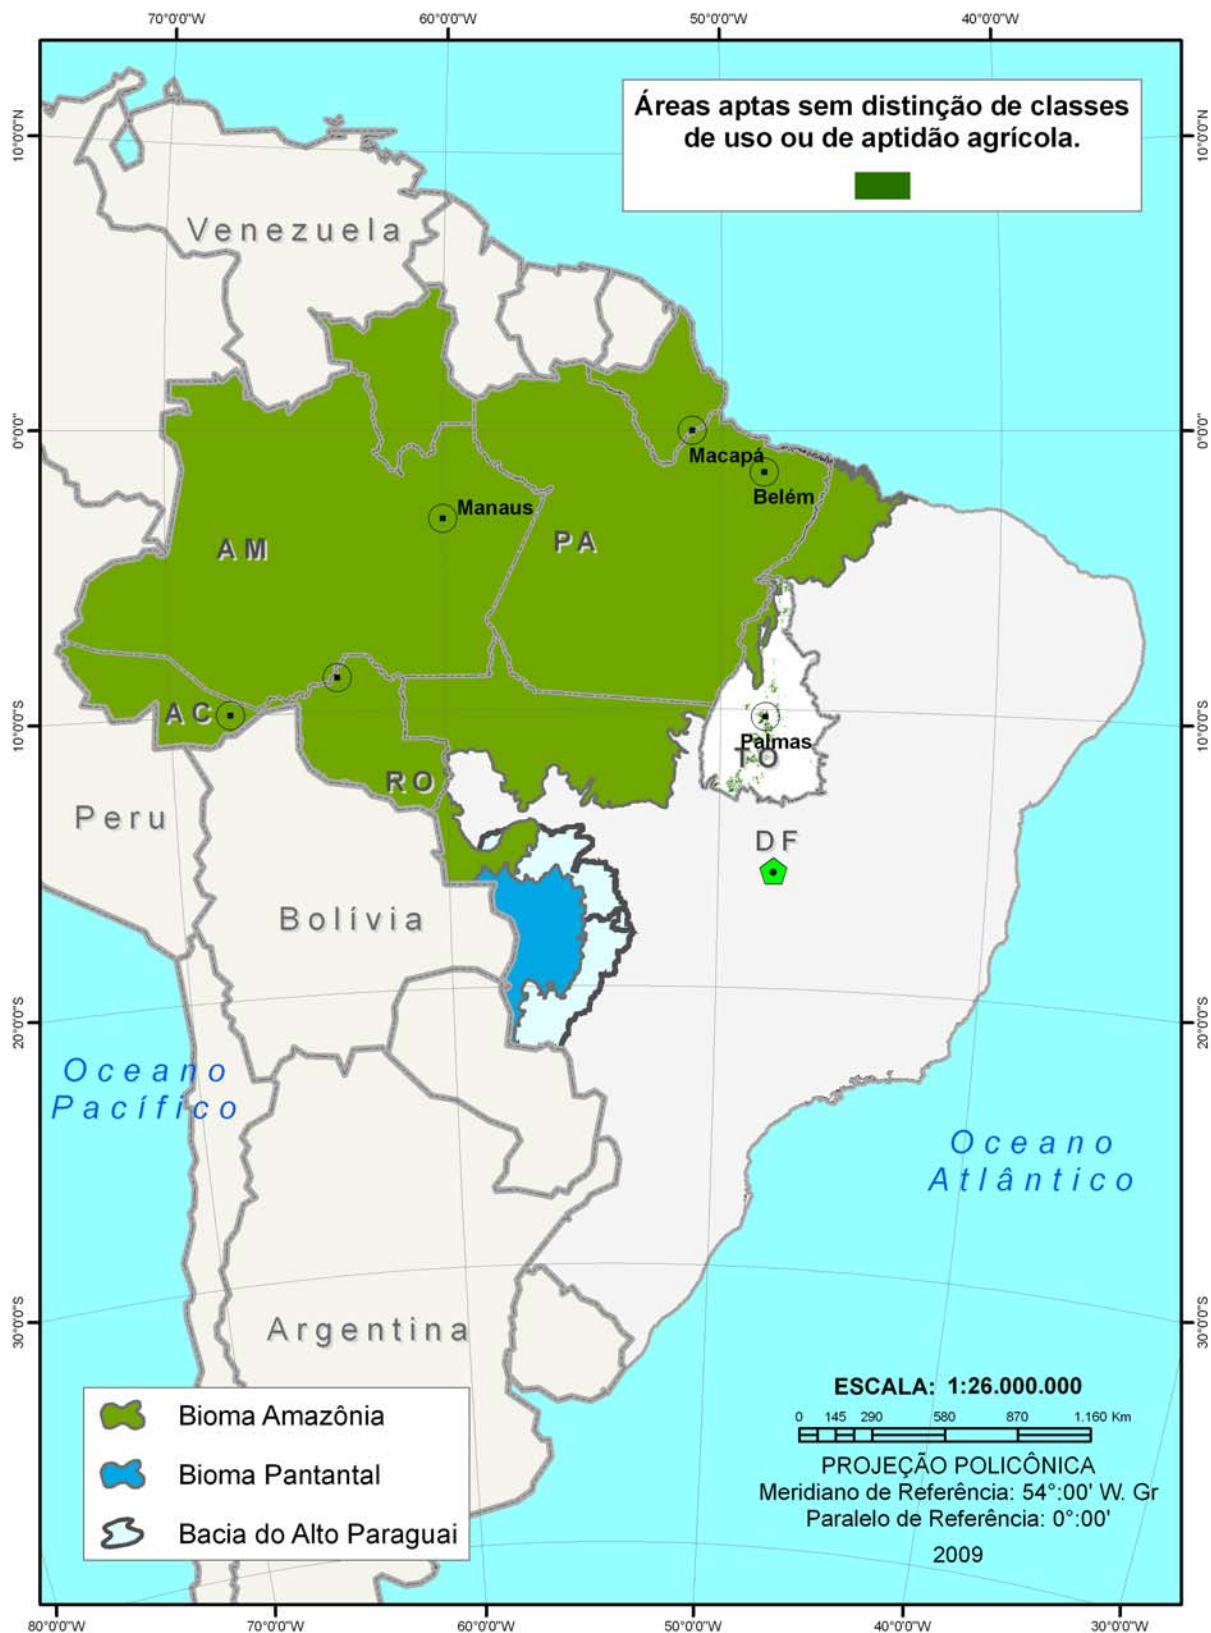 70°0'0"W
60°0'0"W
50°0'0"W
40°0'0"W
Áreas aptas sem distinção de classes
de uso ou de aptidão agrícola.
10°0'0"N
10°0'0"N
Venezuela
0°0'0"
0°0'0"
Macapá
Belém
Manaus
AM
PA
AC
10°0'0"S
10°0'0"S
Palmas
TO
RO
Peru
DF
Bolívia
20°0'0"S
20°0'0"S
Oceano
Pacífico
Oceano
Atlântico
30°0'0"S
30°0'0"S
Argentina
Bioma Amazônia
Bioma Pantantal
Bacia do Alto Paraguai
ESCALA: 1:26.000.000
0 145 290 580 870 1.160 Km
PROJEÇÃO POLICÔNICA
Meridiano de Referência: 54°:00' W. Gr
Paralelo de Referência: 0°:00'
2009
80°0'0"W
70°0'0"W
60°0'0"W
50°0'0"W
40°0'0"W
30°0'0"W